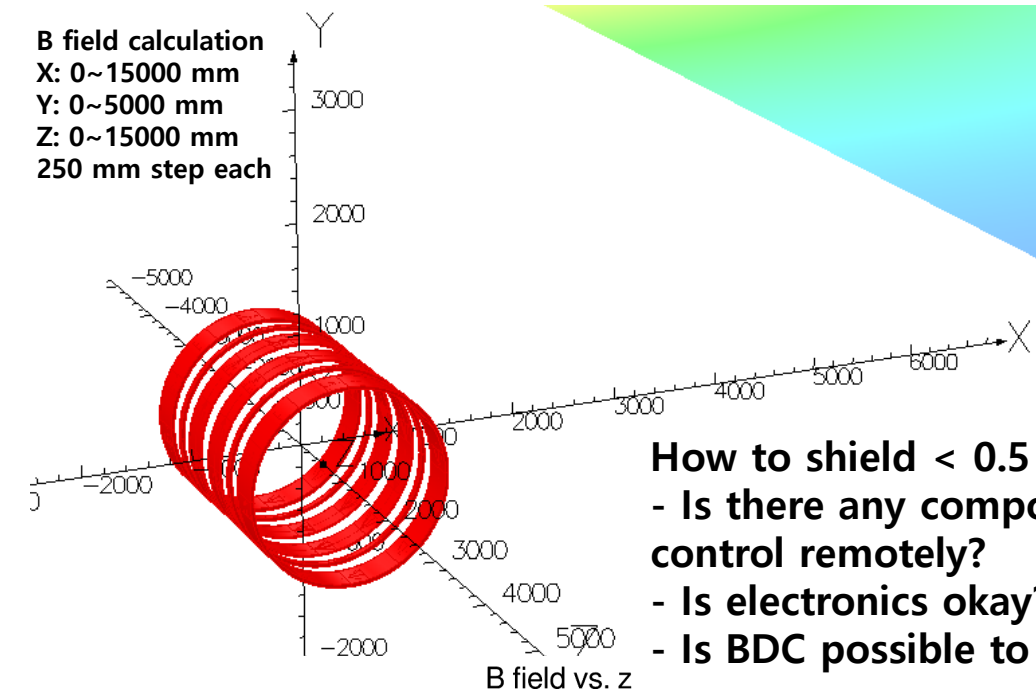 B field calculation
X: 0~15000 mm
Y: 0~5000 mm
Z: 0~15000 mm
250 mm step each
Y
3000
2000
1000
-2000
-5000
-4000
-2000
2000
3000
4000
5000
6000
X
-1000
2000
3000
4000
5000
How to shield < 0.5
- Is there any
control remotely?
- Is electronics okay?
- Is BDC possible to
B field vs. z